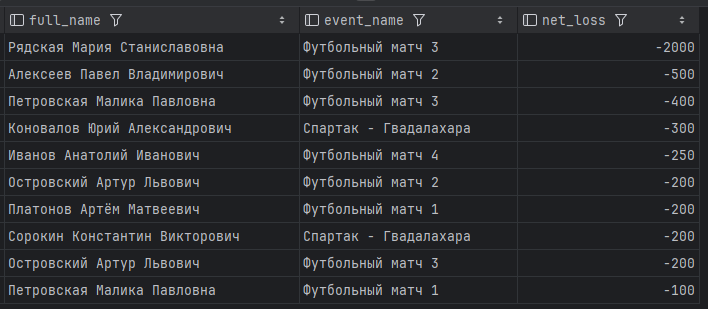 full_name event_name net_loss
Рядская Мария Станиславовна Футбольный матч 3 -2000
Алексеев Павел Владимирович Футбольный матч 2 -500
Петровская Малика Павловна Футбольный матч 3 -400
Коновалов Юрий Александрович Спартак - Гвадалахара -300
Иванов Анатолий Иванович Футбольный матч 4 -250
Островский Артур Львович Футбольный матч 2 -200
Платонов Артём Матвеевич Футбольный матч 1 -200
Сорокин Константин Викторович Спартак - Гвадалахара -200
Островский Артур Львович Футбольный матч 3 -200
Петровская Малика Павловна Футбольный матч 1 -100